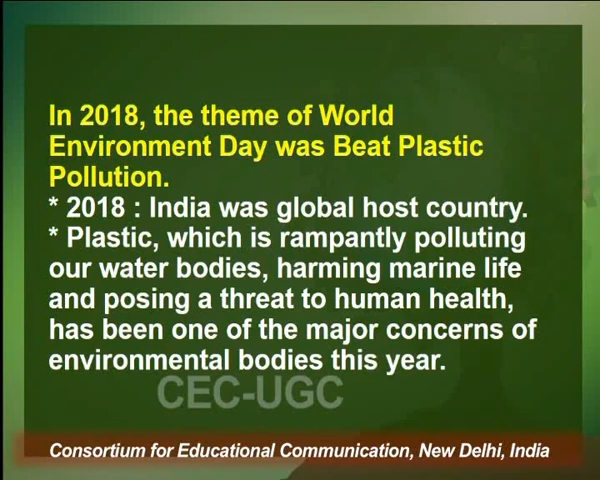 In 2018, the theme of World
Environment Day was Beat Plastic
Pollution.
* 2018 : India was global host country.
* Plastic, which is rampantly polluting
our water bodies, harming marine life
and posing a threat to human health,
has been one of the major concerns of
environmental bodies this year.
CEC-UGC
Consortium for Educational Communication, New Delhi, India